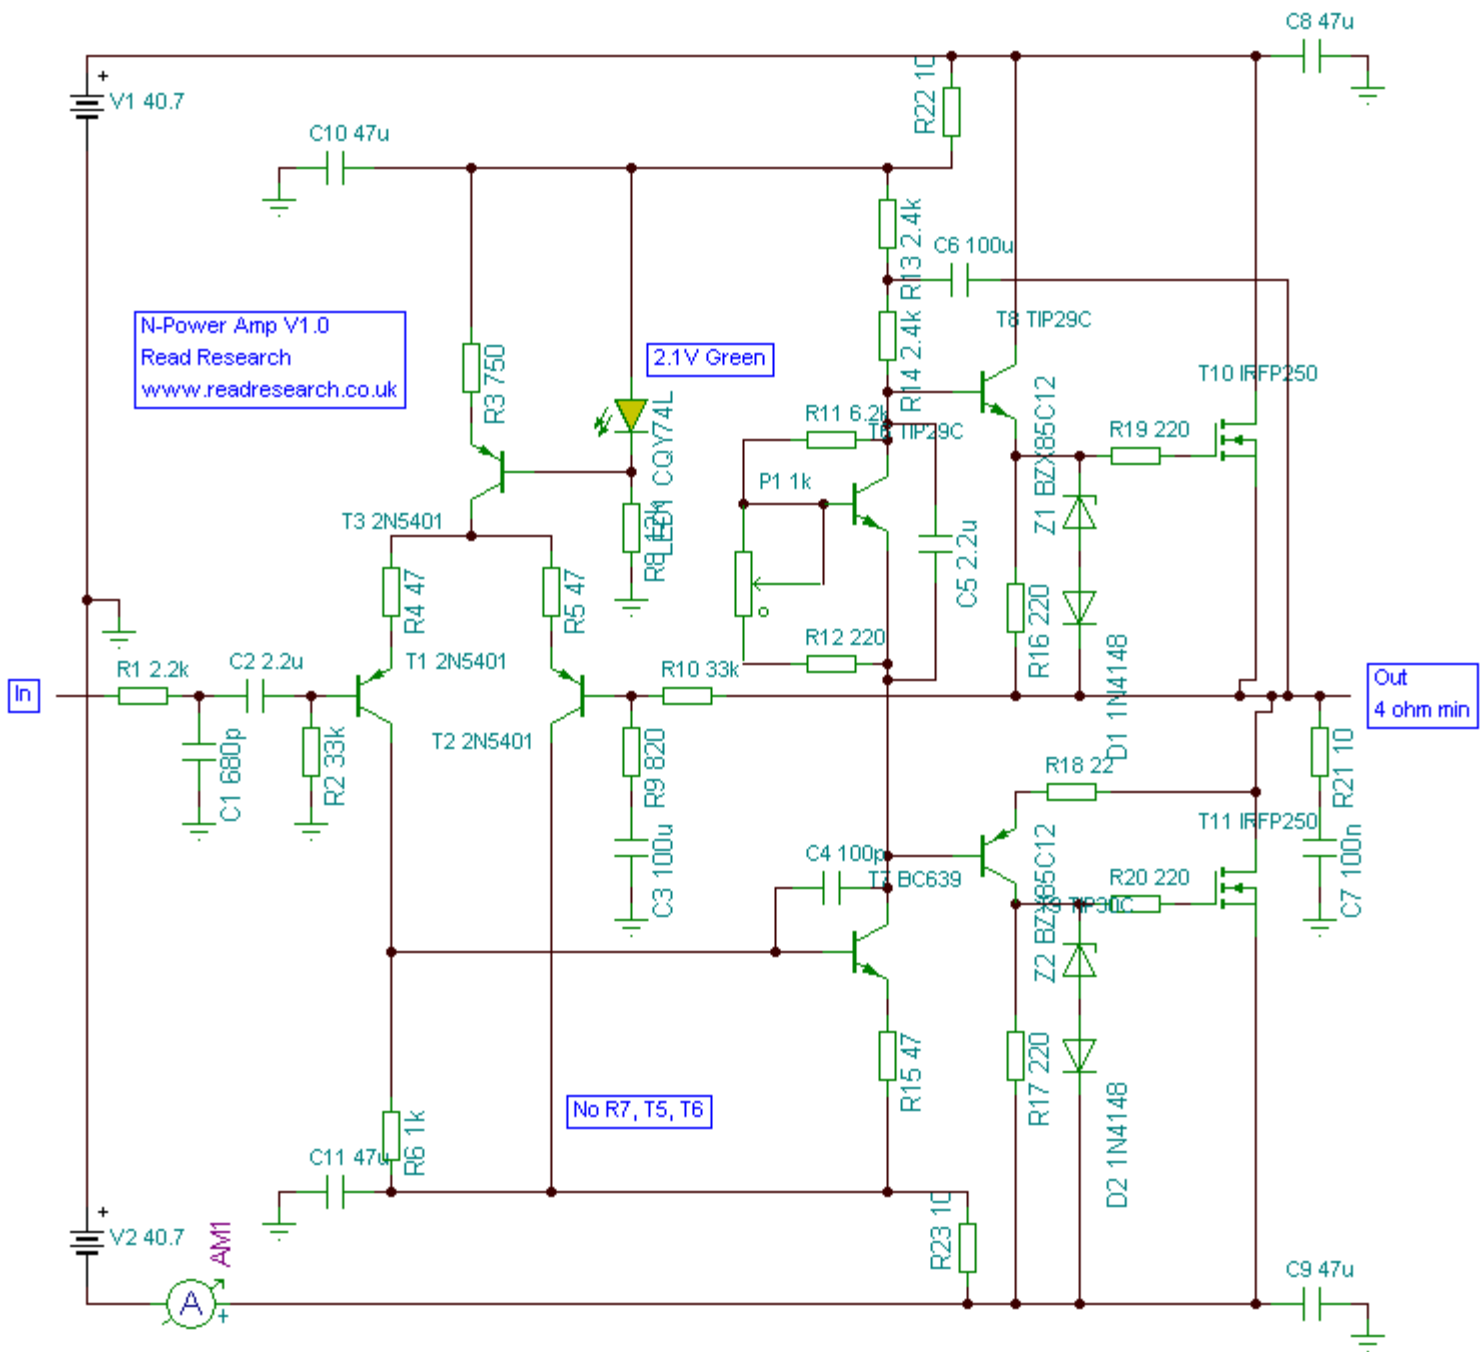 C8 47u
+
V1 40.7
R22 10
C10 47u
R13 2.4k
C6 100u
N-Power Amp V1.0
Read Research
www.readresearch.co.uk
2.1V Green
R3 750
LED1 CQY74L
R14 2.4k
T8 TIP29C
T10 IRFP250
R11 6.2k
TIP29C
P1 1k
Z1 BZX85C12
R19 220
T3 2N5401
R4 47
R5 47
C5 2.2u
R12 220
R16 220
In
R1 2.2k
C2 2.2u
T1 2N5401
R10 33k
Out
4 ohm min
C1 680p
R2 33k
T2 2N5401
R9 820
D1 1N4148
R18 22
R21 10
C3 100u
C4 100p
T7 BC639
Z2 BZX85C12
T11 IRFP250
R20 220
TIP30C
C7 100n
R15 47
R17 220
No R7, T5, T6
R6 1k
C11 47u
D2 1N4148
+
V2 40.7
AM1
A
+
R23 10
C9 47u